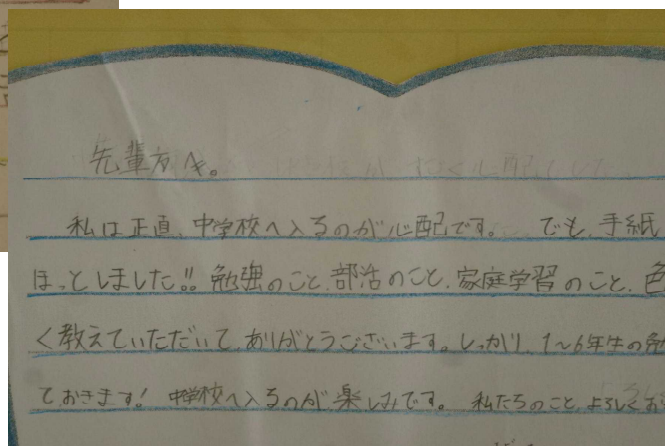 先輩方へ。
私は正直、中学校へ入るのが心配です。 でも、手紙
ほっとしました!! 勉強のこと、部活のこと、家庭学習のこと、色
く教えていただいて、ありがとうございます。しっかり、1~6年生の勉
ておきます! 中学校へ入るのが、楽しみです。 私たちのこと、よろしくお